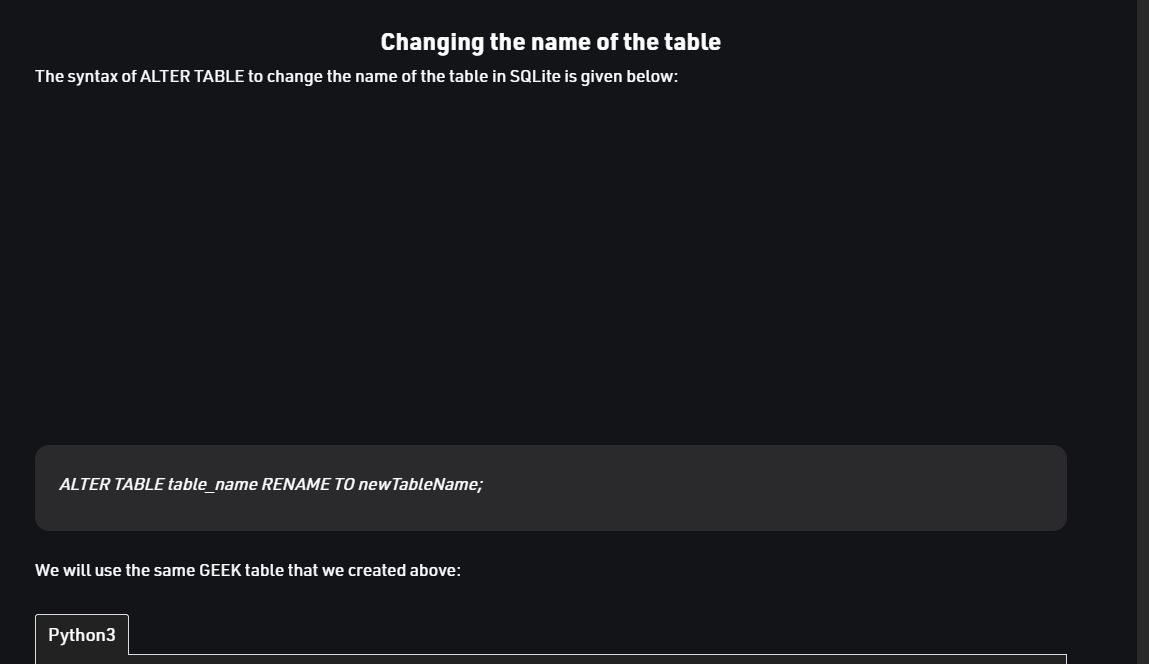 Changing the name of the table
The syntax of ALTER TABLE to change the name of the table in SQLite is given below:
ALTER TABLE table_name RENAME TO newTableName;
We will use the same GEEK table that we created above:
Python3